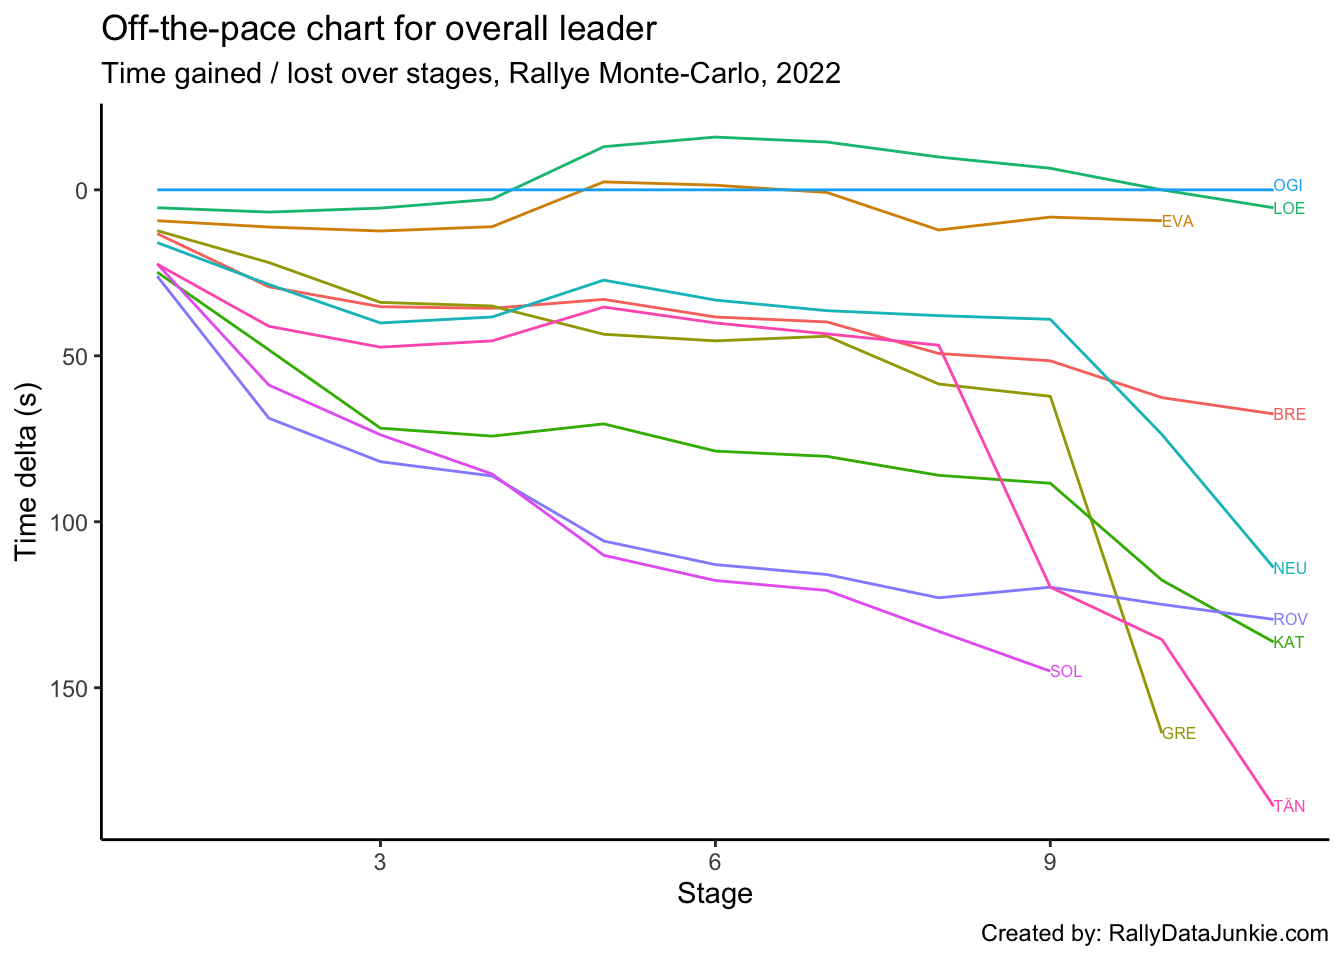 Off-the-pace chart for overall leader
Time gained / lost over stages, Rallye Monte-Carlo, 2022
Time delta (s)
0
50
100
150
OGI
LOE
EVA
BRE
NEU
ROV
KAT
SOL
GRE
TÄN
3
6
9
Stage
Created by: RallyDataJunkie.com